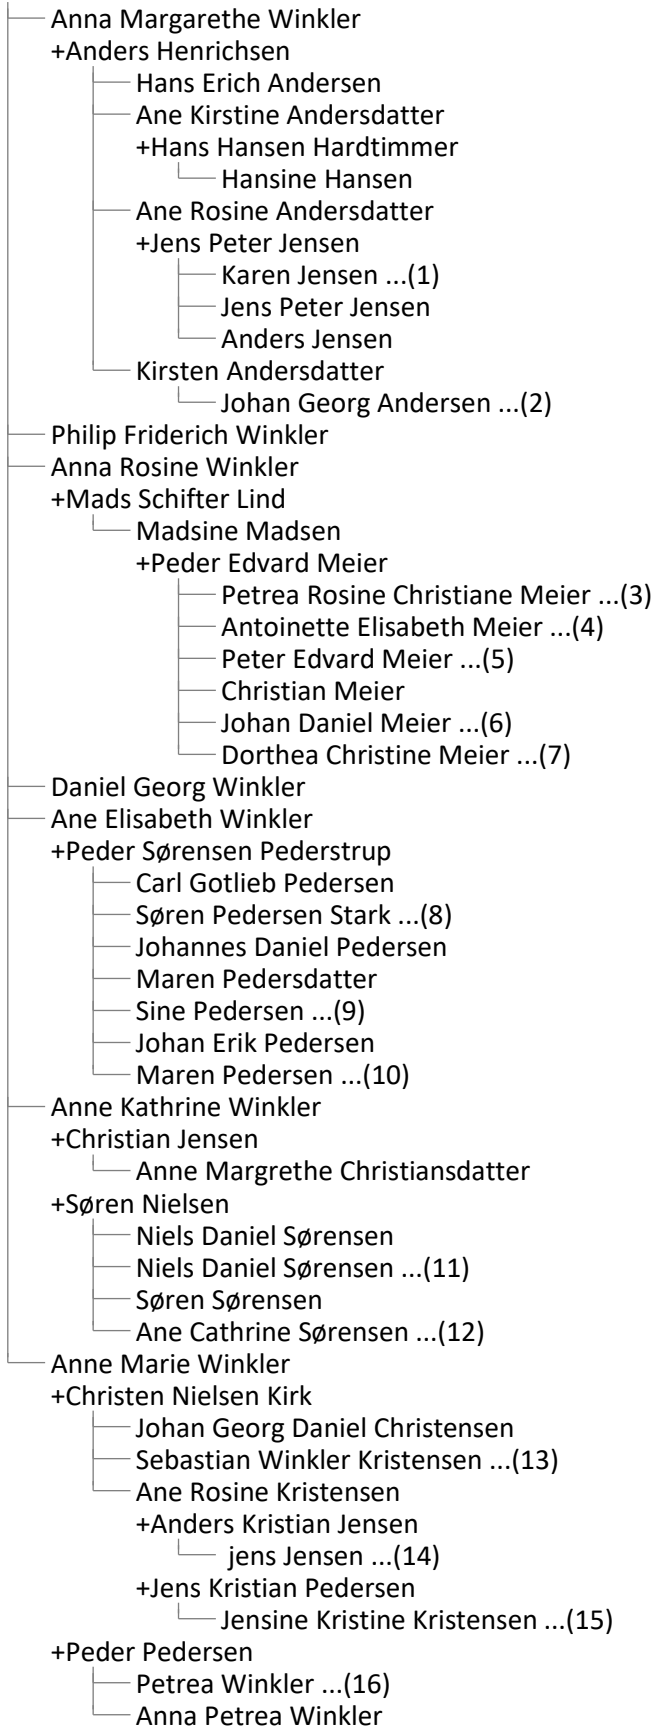 Anna Margarethe Winkler
+Anders Henrichsen
Hans Erich Andersen
Ane Kirstine Andersdatter
+Hans Hansen Hardtimmer
Hansine Hansen
Ane Rosine Andersdatter
+Jens Peter Jensen
Karen Jensen ...(1)
Jens Peter Jensen
Anders Jensen
Kirsten Andersdatter
Johan Georg Andersen ...(2)
Philip Friderich Winkler
Anna Rosine Winkler
+Mads Schifter Lind
Madsine Madsen
+Peder Edvard Meier
Petrea Rosine Christiane Meier ...(3)
Antoinette Elisabeth Meier ...(4)
Peter Edvard Meier ...(5)
Christian Meier
Johan Daniel Meier ...(6)
Dorthea Christine Meier ...(7)
Daniel Georg Winkler
Ane Elisabeth Winkler
+Peder Sørensen Pederstrup
Carl Gotlieb Pedersen
Søren Pedersen Stark ...(8)
Johannes Daniel Pedersen
Maren Pedersdatter
Sine Pedersen ...(9)
Johan Erik Pedersen
Maren Pedersen ...(10)
Anne Kathrine Winkler
+Christian Jensen
Anne Margrethe Christiansdatter
+Søren Nielsen
Niels Daniel Sørensen
Niels Daniel Sørensen ...(11)
Søren Sørensen
Ane Cathrine Sørensen ...(12)
Anne Marie Winkler
+Christen Nielsen Kirk
Johan Georg Daniel Christensen
Sebastian Winkler Kristensen ...(13)
Ane Rosine Kristensen
+Anders Kristian Jensen
jens Jensen ...(14)
+Jens Kristian Pedersen
Jensine Kristine Kristensen ...(15)
+Peder Pedersen
Petrea Winkler ...(16)
Anna Petrea Winkler